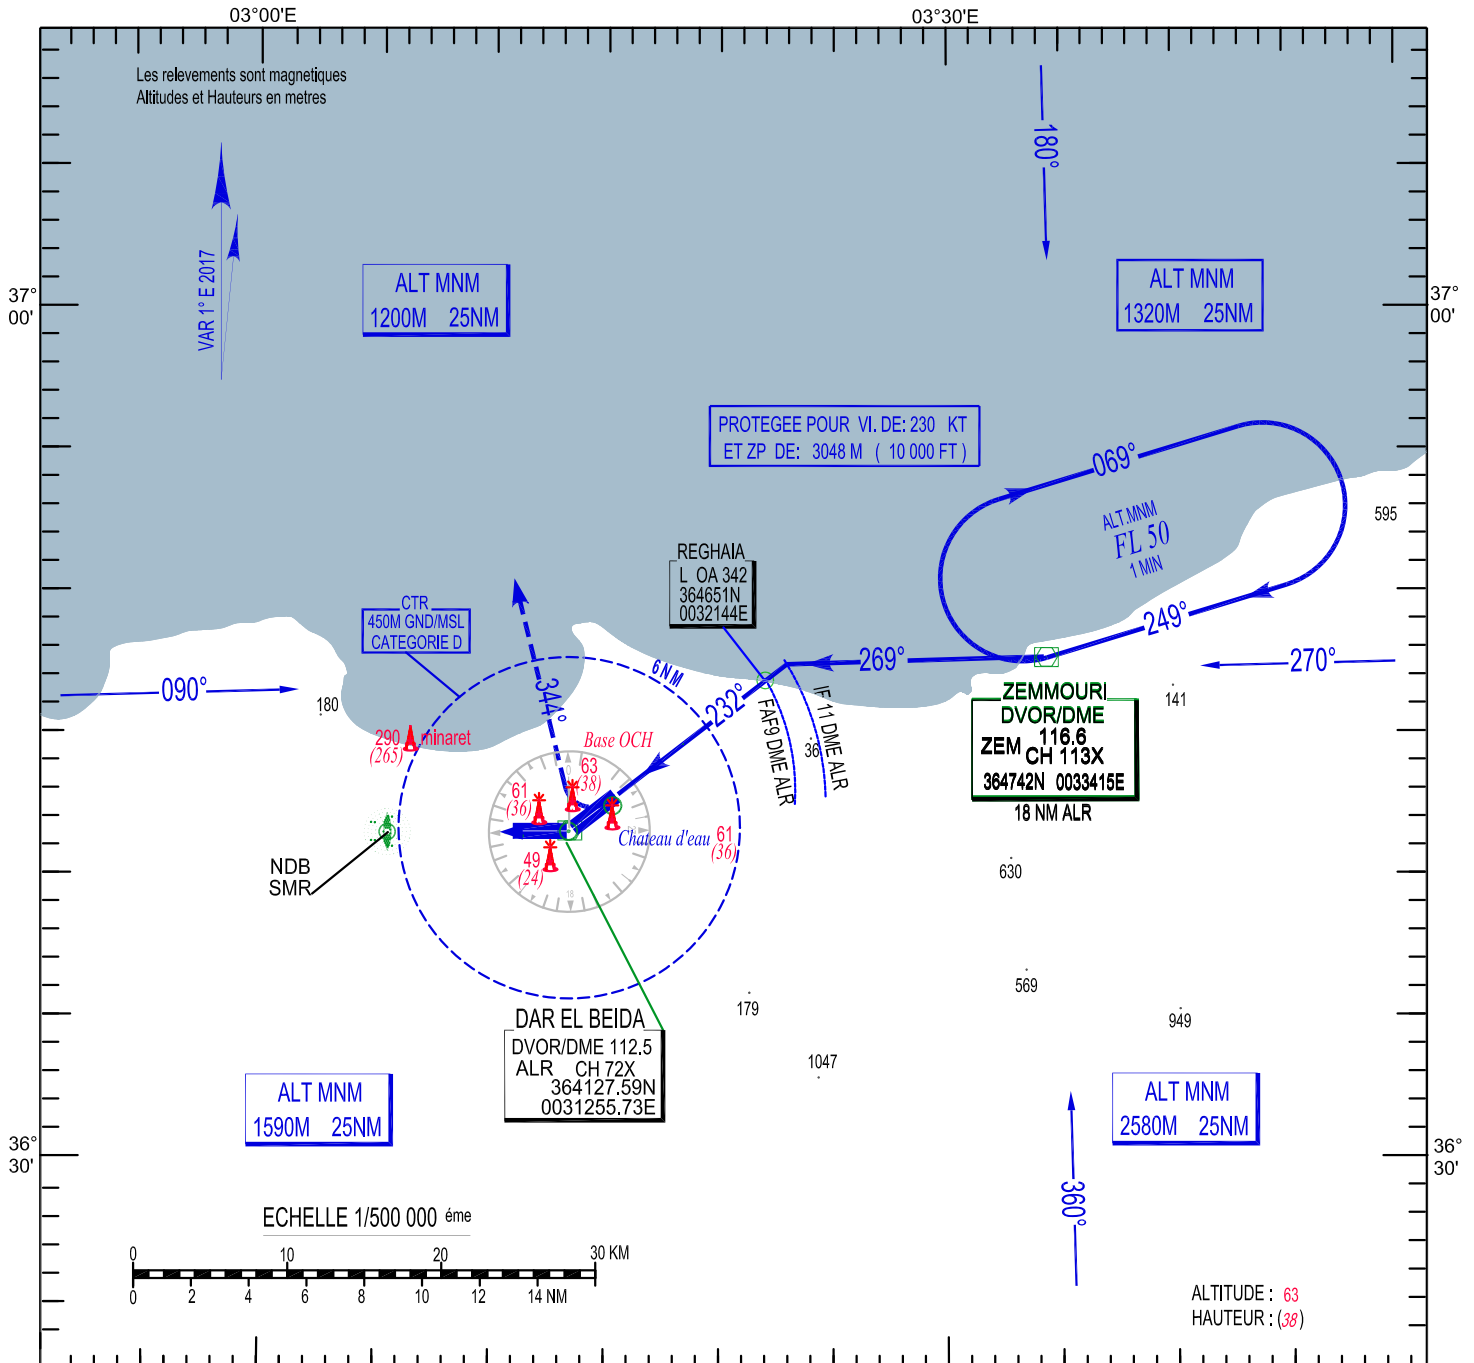 03°00'E
03°30'E
Les relevements sont magnetiques
Altitudes et Hauteurs en metres
180°
VAR 1° E 2017
ALT MNM
1200M 25NM
ALT MNM
1320M 25NM
37°
00'
37°
00'
PROTEGEE POUR VI. DE: 230 KT
ET ZP DE: 3048 M ( 10 000 FT )
069°
ALT.MNM
FL 50
1 MIN
595
REGHAIA
L OA 342
364651N
0032144E
CTR
450M GND/MSL
CATEGORIE D
249°
6 NM
269°
270°
090°
180
344°
232°
IF 11 DME ALR
FAF9 DME ALR
36
141
ZEMMOURI
DVOR/DME
116.6
ZEM CH 113X
364742N 0033415E
18 NM ALR
290 minaret
(265)
Base OCH
63
(38)
61
(36)
0
Chateau d'eau
61
(36)
49
(24)
18
NDB
SMR
630
569
179
949
1047
DAR EL BEIDA
DVOR/DME 112.5
ALR CH 72X
364127.59N
0031255.73E
ALT MNM
1590M 25NM
ALT MNM
2580M 25NM
36°
30'
36°
30'
360°
ECHELLE 1/500 000 éme
0 10 20 30 KM
0 2 4 6 8 10 12 14 NM
ALTITUDE : 63
HAUTEUR : (38)